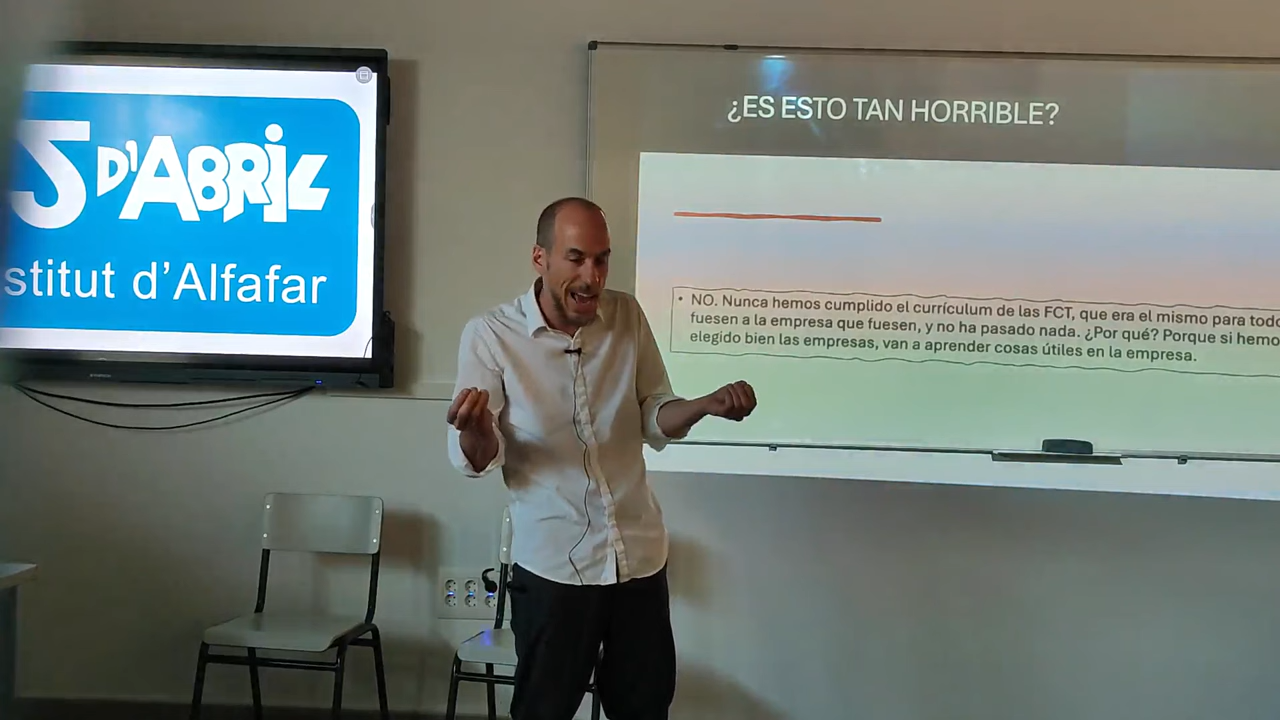 5 D'ABRIL
stitut d'Alfafar
¿ES ESTO TAN HORRIBLE?
• NO. Nunca hemos cumplido el currículum de las FCT, que era el mismo para todo
fuesen a la empresa que fuesen, y no ha pasado nada. ¿Por qué? Porque si hemo
elegido bien las empresas, van a aprender cosas útiles en la empresa.